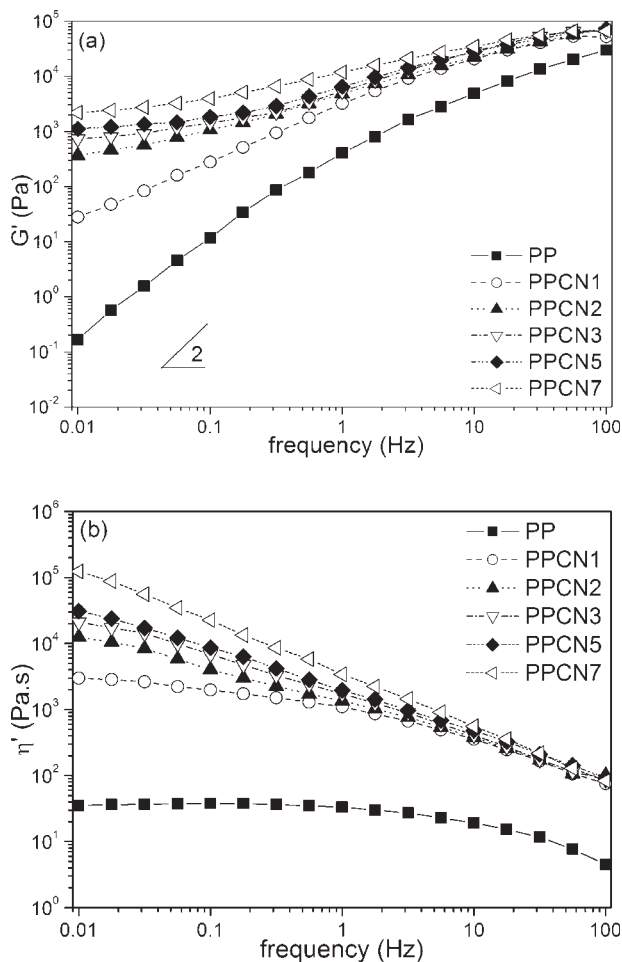 (a)
G' (Pa)
10^5
10^4
10^3
10^2
10^1
10^0
10^-1
10^-2
PP
PPCN1
PPCN2
PPCN3
PPCN5
PPCN7
2
0.01 0.1 1 10 100
frequency (Hz)
(b)
η' (Pa.s)
10^6
10^5
10^4
10^3
10^2
10^1
10^0
PP
PPCN1
PPCN2
PPCN3
PPCN5
PPCN7
0.01 0.1 1 10 100
frequency (Hz)